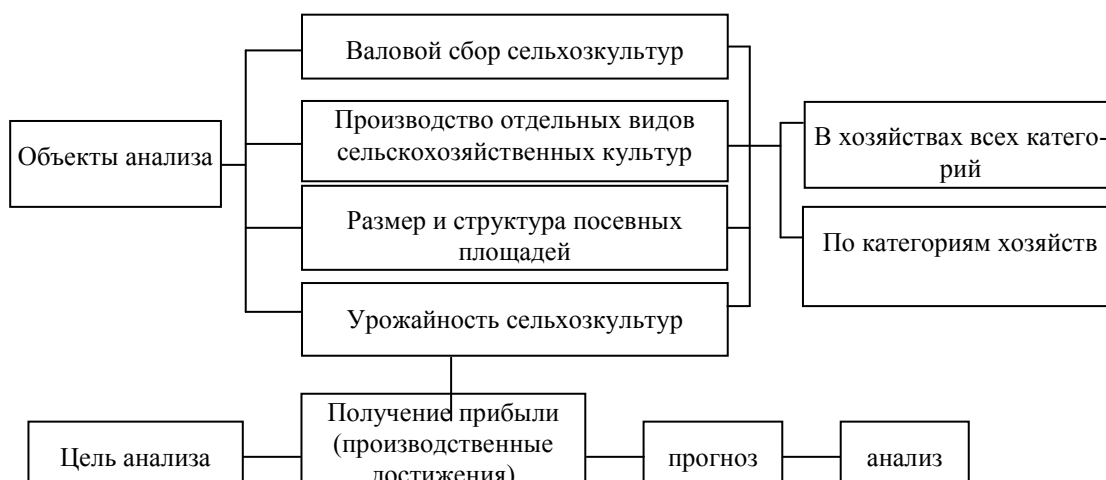 Валовой сбор сельхозкультур
Производство отдельных видов
сельскохозяйственных культур
Объекты анализа
В хозяйствах всех катего-
рий
Размер и структура посевных
площадей
По категориям хозяйств
Урожайность сельхозкультур
Получение прибыли
(производственные
достижения)
Цель анализа
прогноз
анализ